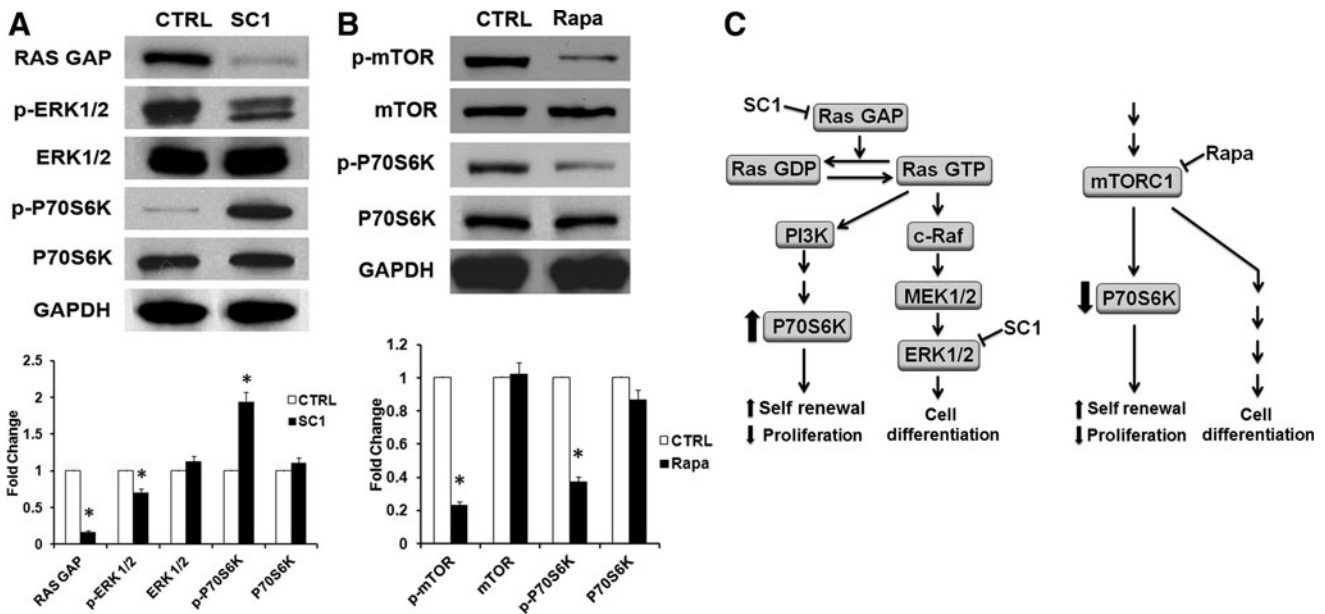 A
CTRL SC1
RAS GAP
p-ERK1/2
ERK1/2
p-P70S6K
P70S6K
GAPDH
2.5
2
1.5
1
0.5
0
Fold Change
*
*
*
CTRL
SC1
RAS GAP
p-ERK 1/2
ERK 1/2
p-P70S6K
P70S6K
B
CTRL Rapa
p-mTOR
mTOR
p-P70S6K
P70S6K
GAPDH
1.2
1
0.8
0.6
0.4
0.2
0
Fold Change
*
*
CTRL
Rapa
p-mTOR
mTOR
p-P70S6K
P70S6K
C
SC1
Ras GAP
Ras GDP
Ras GTP
PI3K
c-Raf
MEK1/2
P70S6K
ERK1/2
SC1
Self renewal
Proliferation
Cell
differentiation
Rapa
mTORC1
P70S6K
Self renewal
Proliferation
Cell
differentiation